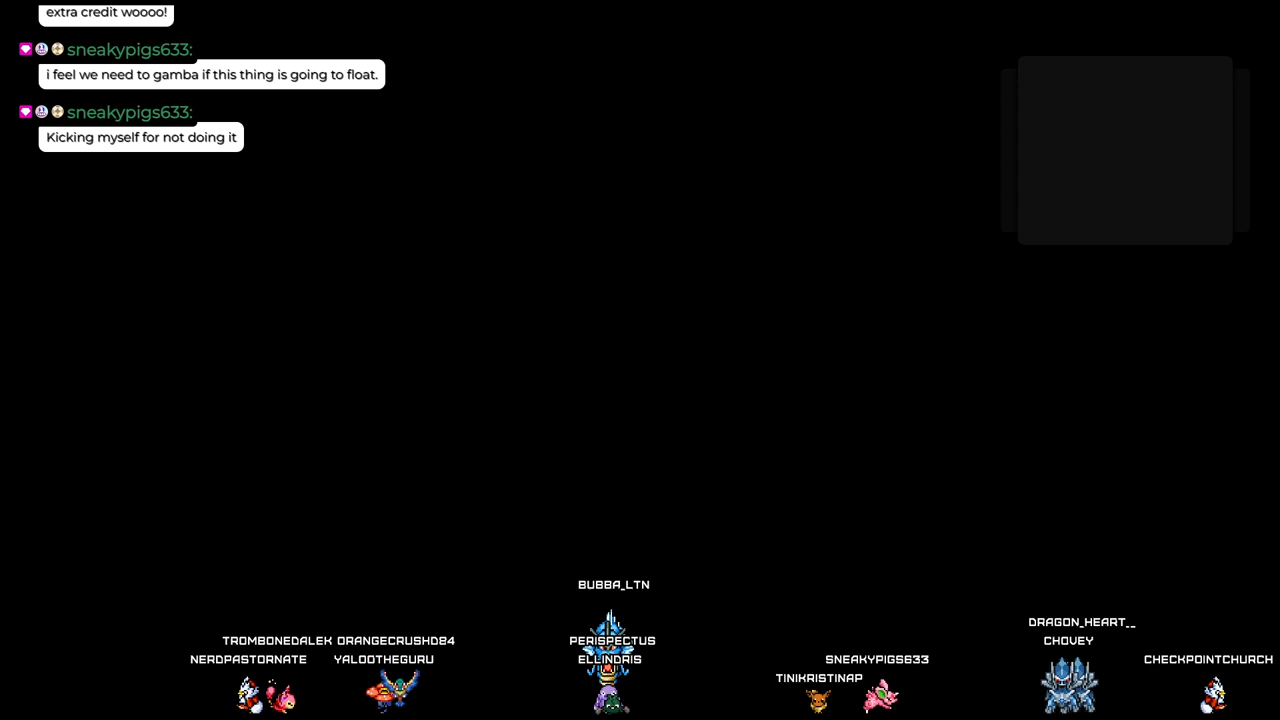 extra credit woooo!
sneakypigs633:
i feel we need to gamba if this thing is going to float.
sneakypigs633:
Kicking myself for not doing it
BUBBA_LTN
DRAGON_HEART__
TROMBONEDALEK ORANGECRUSHD84
PERISPECTUS
CHOVEY
NERDPASTORNATE YALOOTHEGURU
ELLINDRIS
SNEAKYPIGS633
CHECKPOINTCHURCH
TINIKRISTINAP